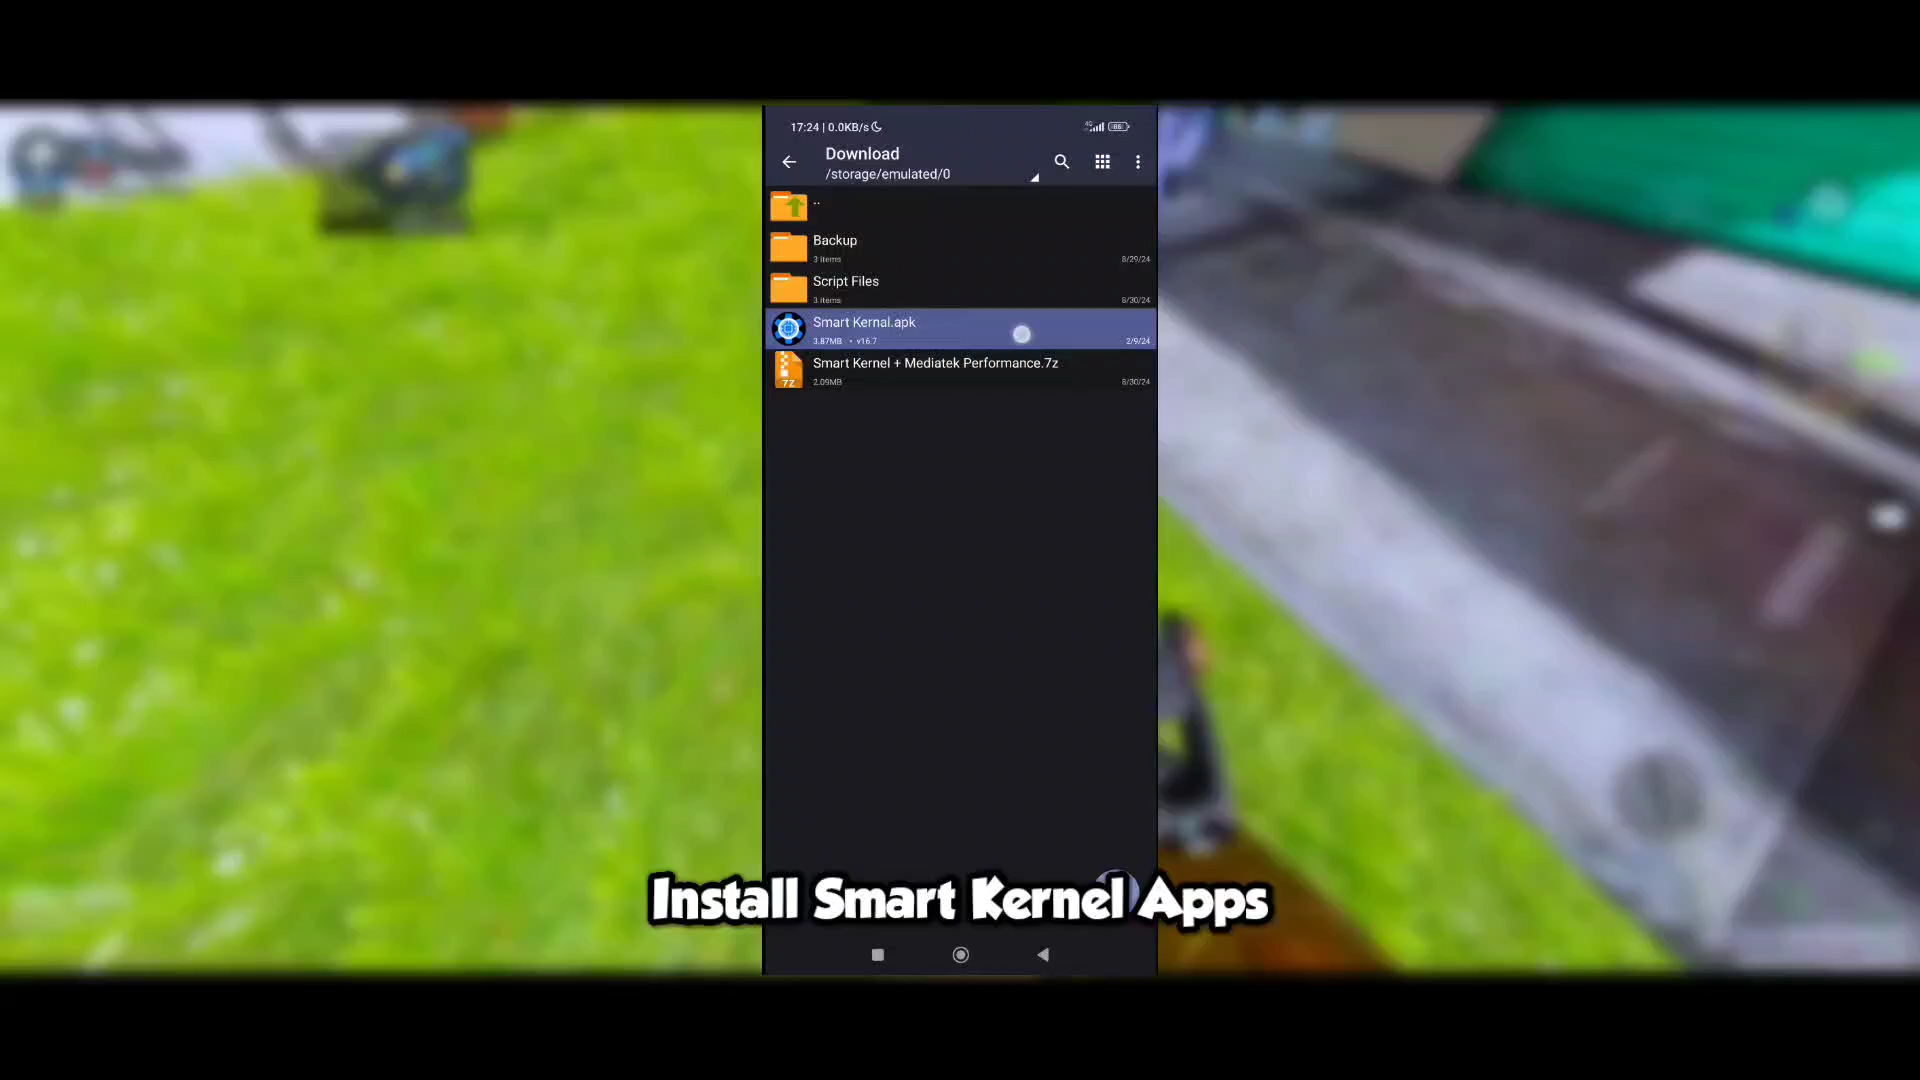 17:24 | 0.0KB/s
4G
Download
/storage/emulated/0
..
Backup
3 items
8/29/24
Script Files
3 items
8/30/24
Smart Kernal.apk
3.87MB • v16.7
2/9/24
Smart Kernel + Mediatek Performance.7z
7Z
2.09MB
8/30/24
Install Smart Kernel Apps